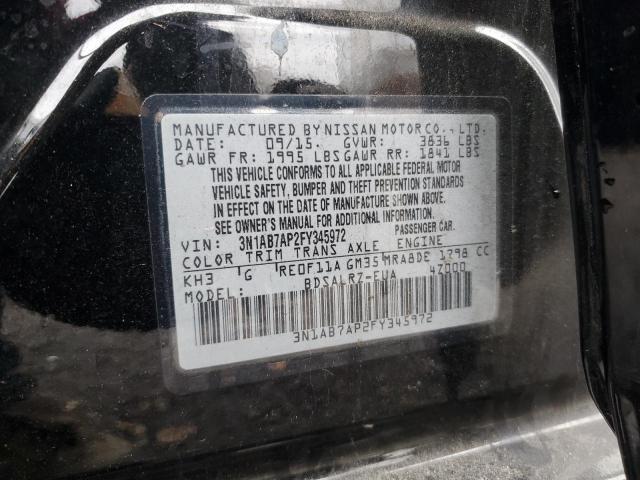 MANUFACTURED BY NISSAN MOTOR CO., LTD.
DATE: 09/15. GVWR: 3836 LBS
GAWR FR: 1995 LBS GAWR RR: 1841 LBS
THIS VEHICLE CONFORMS TO ALL APPLICABLE FEDERAL MOTOR
VEHICLE SAFETY, BUMPER AND THEFT PREVENTION STANDARDS
IN EFFECT ON THE DATE OF MANUFACTURE SHOWN ABOVE.
SEE OWNER'S MANUAL FOR ADDITIONAL INFORMATION.
VIN: 3N1AB7AP2FY345972 PASSENGER CAR.
COLOR TRIM TRANS AXLE ENGINE
KH3 G RE0F11A GM35 MRA8DE 1798 CC
MODEL: BDSALRZ-EUA 4Z000
3N1AB7AP2FY345972